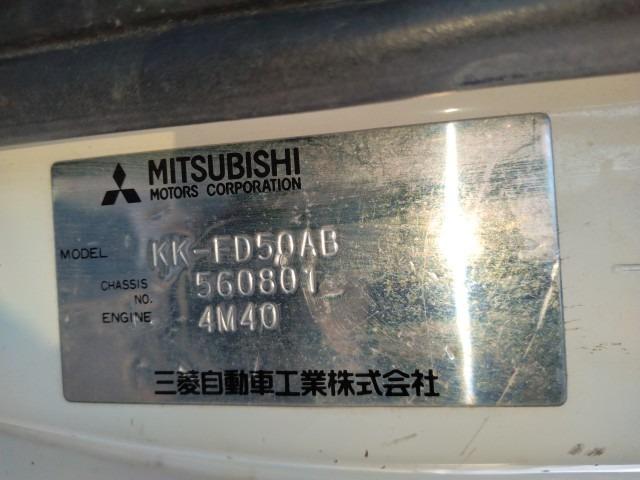 MITSUBISHI
MOTORS CORPORATION
MODEL KK-FD50AB
CHASSIS NO. 560801
ENGINE 4M40
三菱自動車工業株式会社